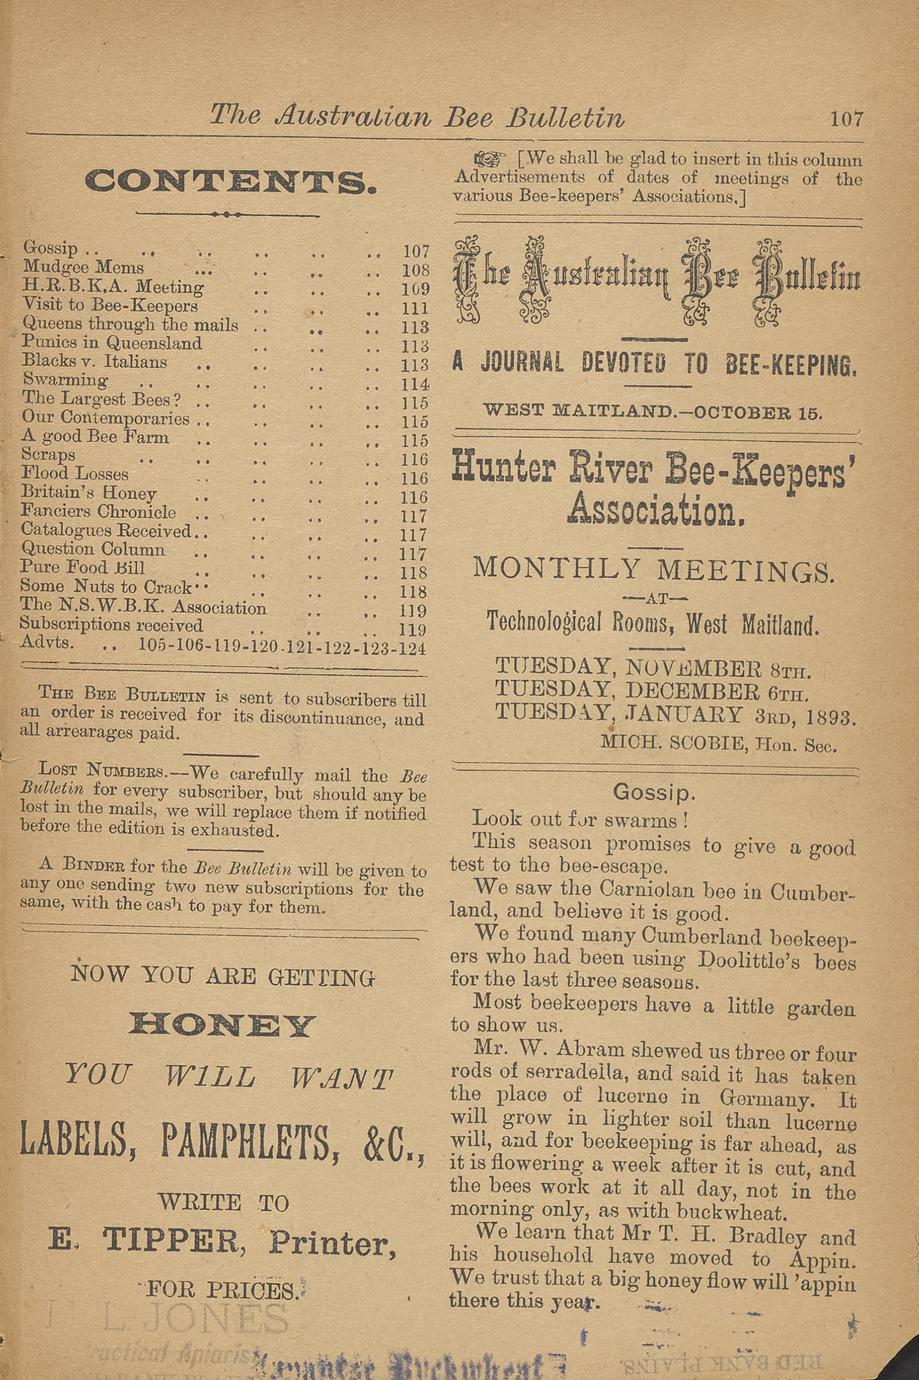 The Australian Bee Bulletin 107
CONTENTS.
Gossip .. .. .. .. .. .. 107
Mudgee Mems ... .. .. .. 108
H.R.B.K.A. Meeting .. .. .. 109
Visit to Bee-Keepers .. .. .. 111
Queens through the mails .. .. .. 113
Punics in Queensland .. .. .. 113
Blacks v. Italians .. .. .. .. 113
Swarming .. .. .. .. .. 114
The Largest Bees? .. .. .. .. 115
Our Contemporaries .. .. .. .. 115
A good Bee Farm .. .. .. .. 115
Scraps .. .. .. .. .. 116
Flood Losses .. .. .. .. 116
Britain's Honey .. .. .. .. 116
Fanciers Chronicle .. .. .. .. 117
Catalogues Received.. .. .. .. 117
Question Column .. .. .. .. 117
Pure Food Bill .. .. .. .. 118
Some Nuts to Crack·· .. .. .. 118
The N.S.W.B.K. Association .. .. 119
Subscriptions received .. .. .. 119
Advts. .. 105-106-119-120-121-122-123-124
THE BEE BULLETIN is sent to subscribers till
an order is received for its discontinuance, and
all arrearages paid.
LOST NUMBERS.—We carefully mail the Bee
Bulletin for every subscriber, but should any be
lost in the mails, we will replace them if notified
before the edition is exhausted.
A BINDER for the Bee Bulletin will be given to
any one sending two new subscriptions for the
same, with the cash to pay for them.
NOW YOU ARE GETTING
HONEY
YOU WILL WANT
LABELS, PAMPHLETS, &C.,
WRITE TO
E. TIPPER, Printer,
FOR PRICES.
L. JONES
Practical Apiarist
[We shall be glad to insert in this column
Advertisements of dates of meetings of the
various Bee-keepers' Associations.]
The Australian Bee Bulletin
A JOURNAL DEVOTED TO BEE-KEEPING.
WEST MAITLAND.—OCTOBER 15.
Hunter River Bee-Keepers'
Association.
MONTHLY MEETINGS.
—AT—
Technological Rooms, West Maitland.
TUESDAY, NOVEMBER 8TH.
TUESDAY, DECEMBER 6TH.
TUESDAY, JANUARY 3RD, 1893.
MICH. SCOBIE, Hon. Sec.
Gossip.
Look out for swarms !
This season promises to give a good
test to the bee-escape.
We saw the Carniolan bee in Cumber-
land, and believe it is good.
We found many Cumberland beekeep-
ers who had been using Doolittle's bees
for the last three seasons.
Most beekeepers have a little garden
to show us.
Mr. W. Abram shewed us three or four
rods of serradella, and said it has taken
the place of lucerne in Germany. It
will grow in lighter soil than lucerne
will, and for beekeeping is far ahead, as
it is flowering a week after it is cut, and
the bees work at it all day, not in the
morning only, as with buckwheat.
We learn that Mr T. H. Bradley and
his household have moved to Appin.
We trust that a big honey flow will 'appin
there this year.
Buckwheat
RED BANK PLAINS,